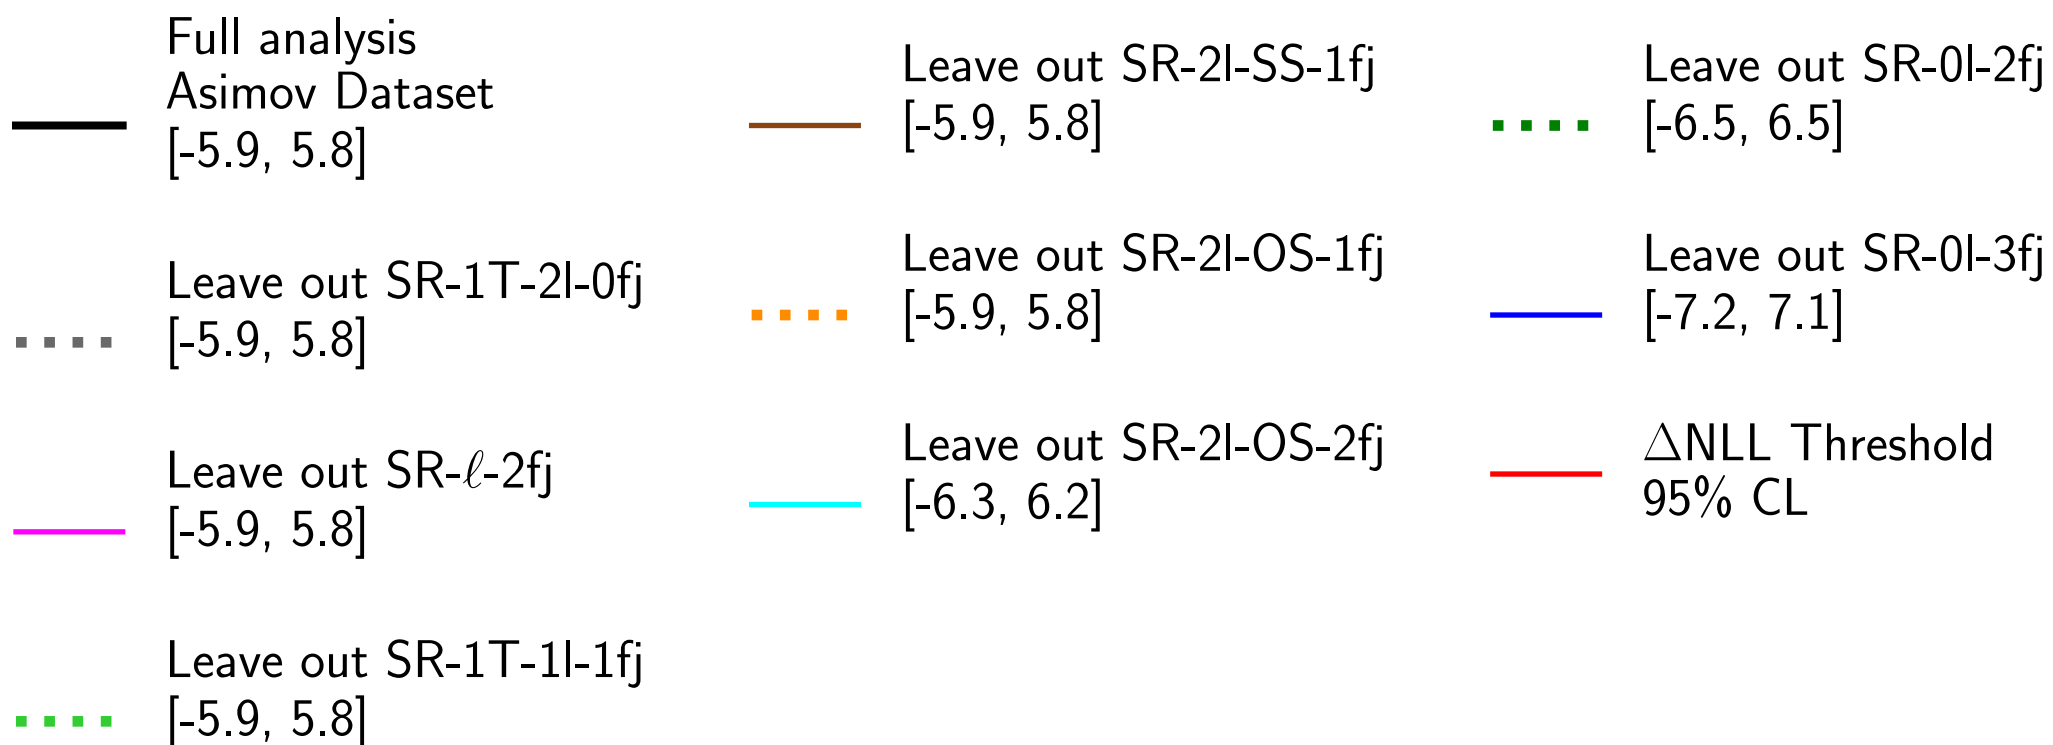 Full analysis
Asimov Dataset
[-5.9, 5.8]
Leave out SR-1T-2l-0fj
[-5.9, 5.8]
Leave out SR-ℓ-2fj
[-5.9, 5.8]
Leave out SR-1T-1l-1fj
[-5.9, 5.8]
Leave out SR-2l-SS-1fj
[-5.9, 5.8]
Leave out SR-2l-OS-1fj
[-5.9, 5.8]
Leave out SR-2l-OS-2fj
[-6.3, 6.2]
Leave out SR-0l-2fj
[-6.5, 6.5]
Leave out SR-0l-3fj
[-7.2, 7.1]
ΔNLL Threshold
95% CL